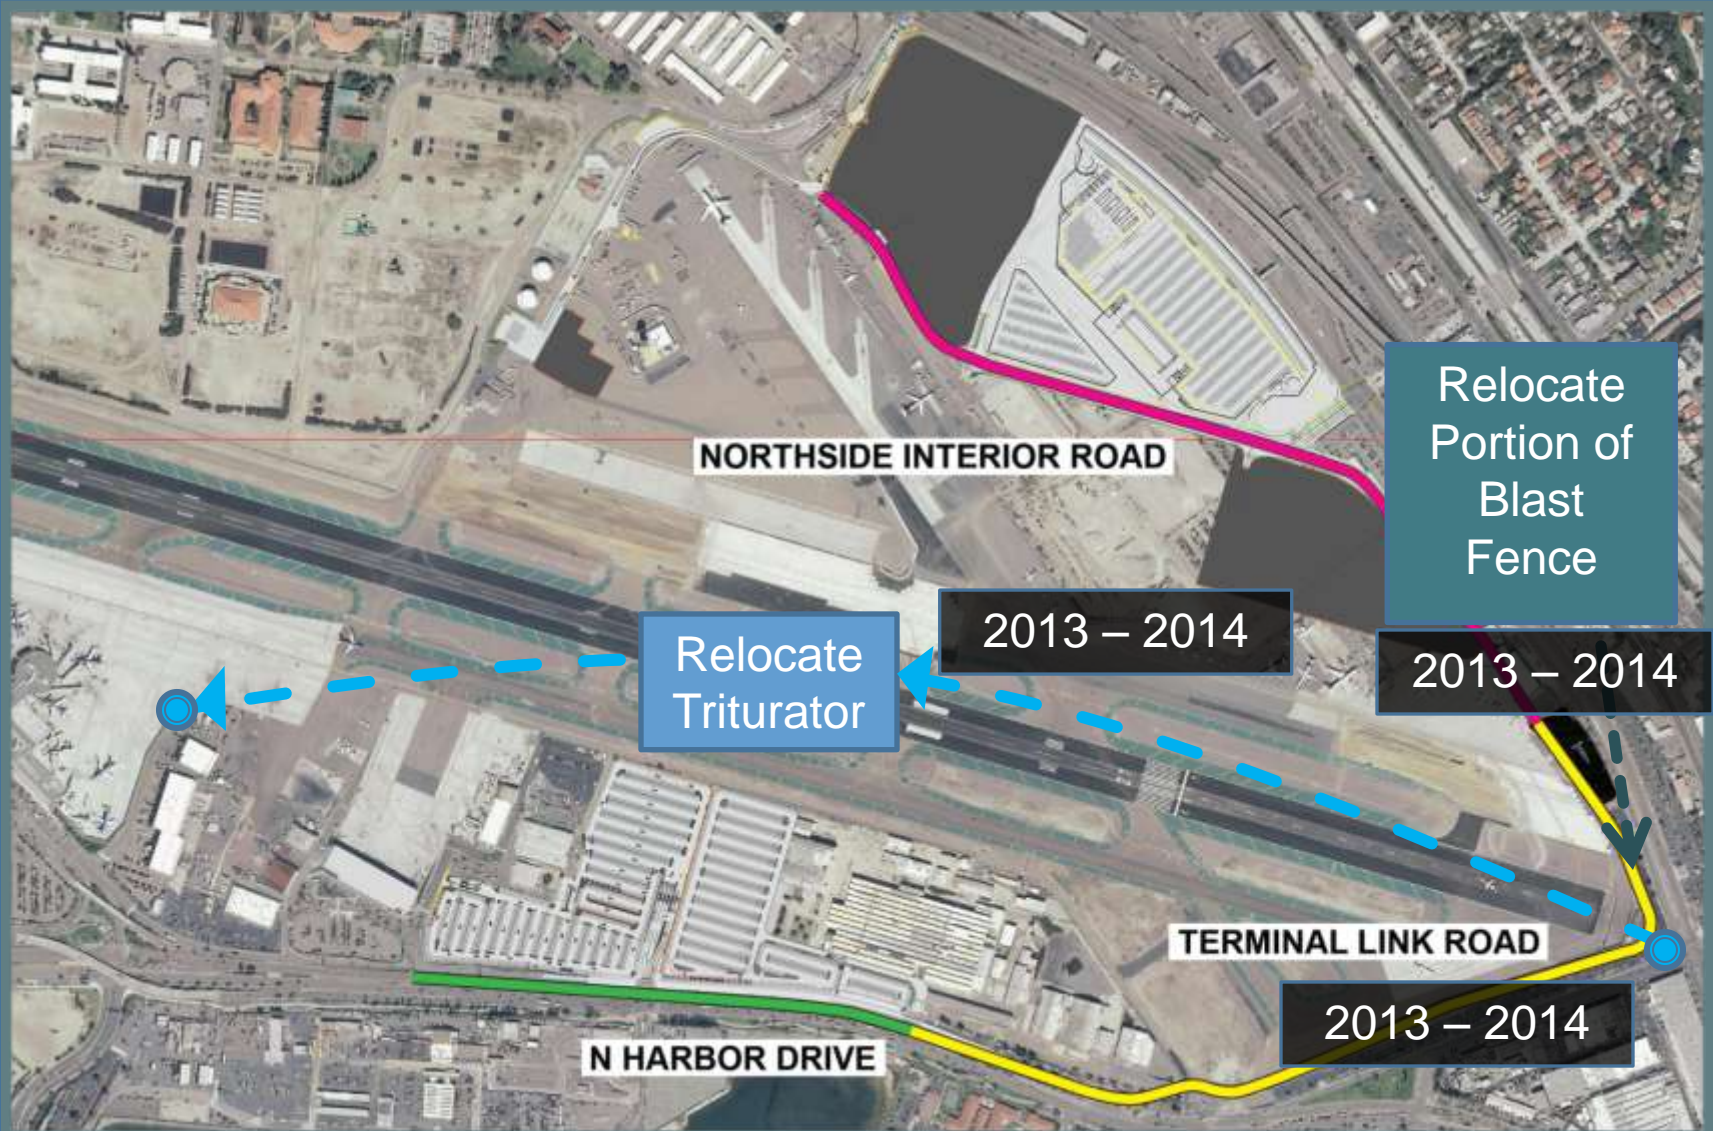 Relocate
Portion of
Blast
Fence
NORTHSIDE INTERIOR ROAD
2013 – 2014
2013 – 2014
Relocate
Triturator
TERMINAL LINK ROAD
2013 – 2014
N HARBOR DRIVE